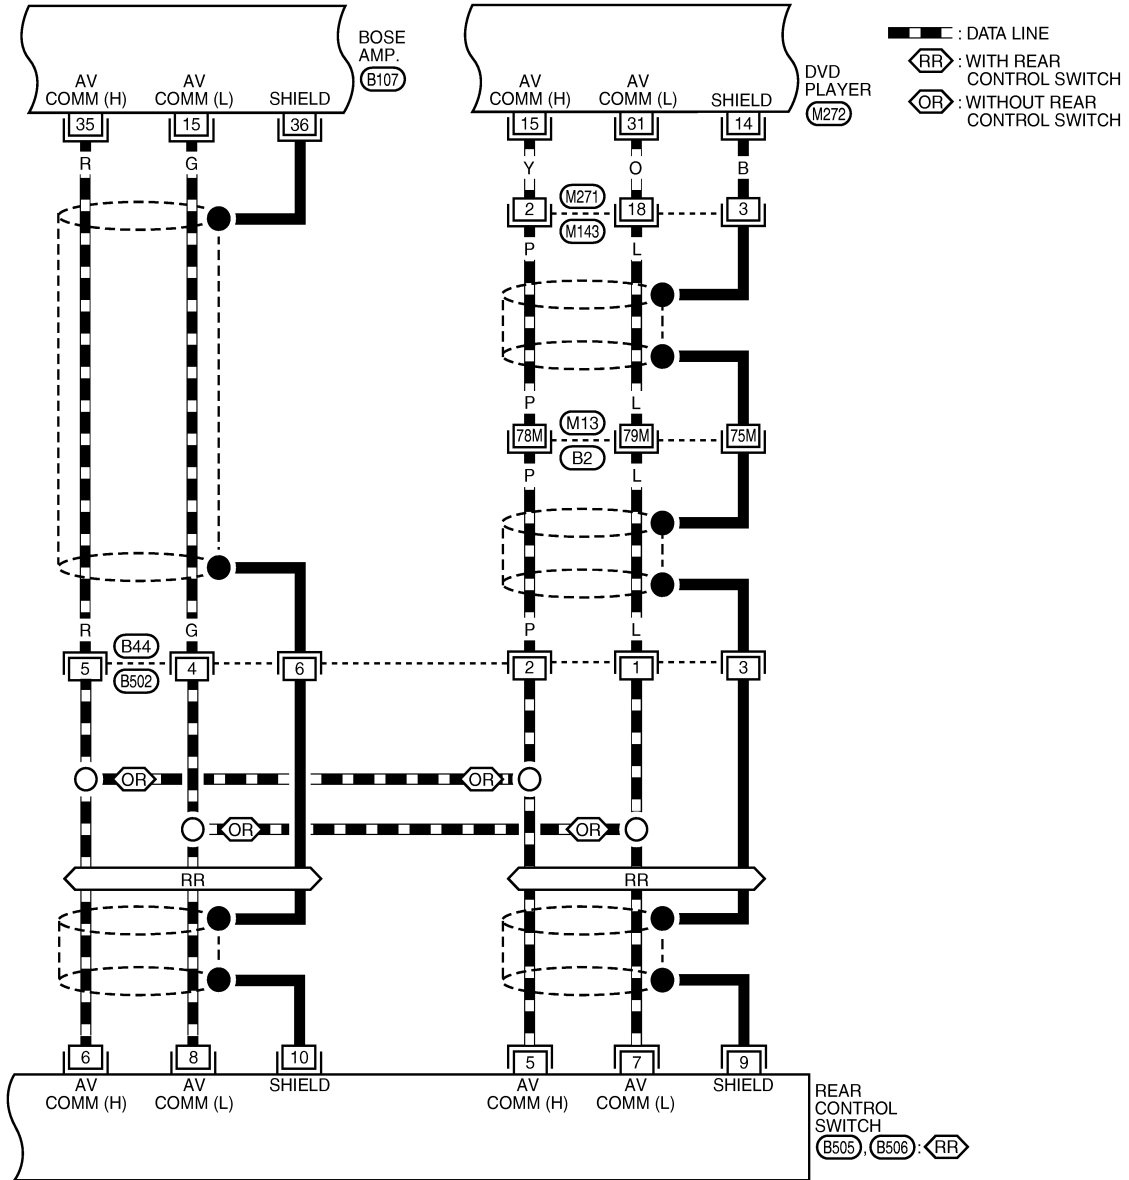 BOSE
AMP.
B107
AV
COMM (H)
AV
COMM (L)
SHIELD
35
15
36
AV
COMM (H)
AV
COMM (L)
SHIELD
DVD
PLAYER
M272
15
31
14
: DATA LINE
RR : WITH REAR
CONTROL SWITCH
OR : WITHOUT REAR
CONTROL SWITCH
R
G
Y
O
B
2
M271
M143
18
3
P
L
P
L
78M
M13
B2
79M
75M
P
L
R
G
P
L
5
B44
B502
4
6
2
1
3
OR
OR
OR
OR
RR
RR
6
8
10
5
7
9
AV
COMM (H)
AV
COMM (L)
SHIELD
AV
COMM (H)
AV
COMM (L)
SHIELD
REAR
CONTROL
SWITCH
B505 , B506 : RR